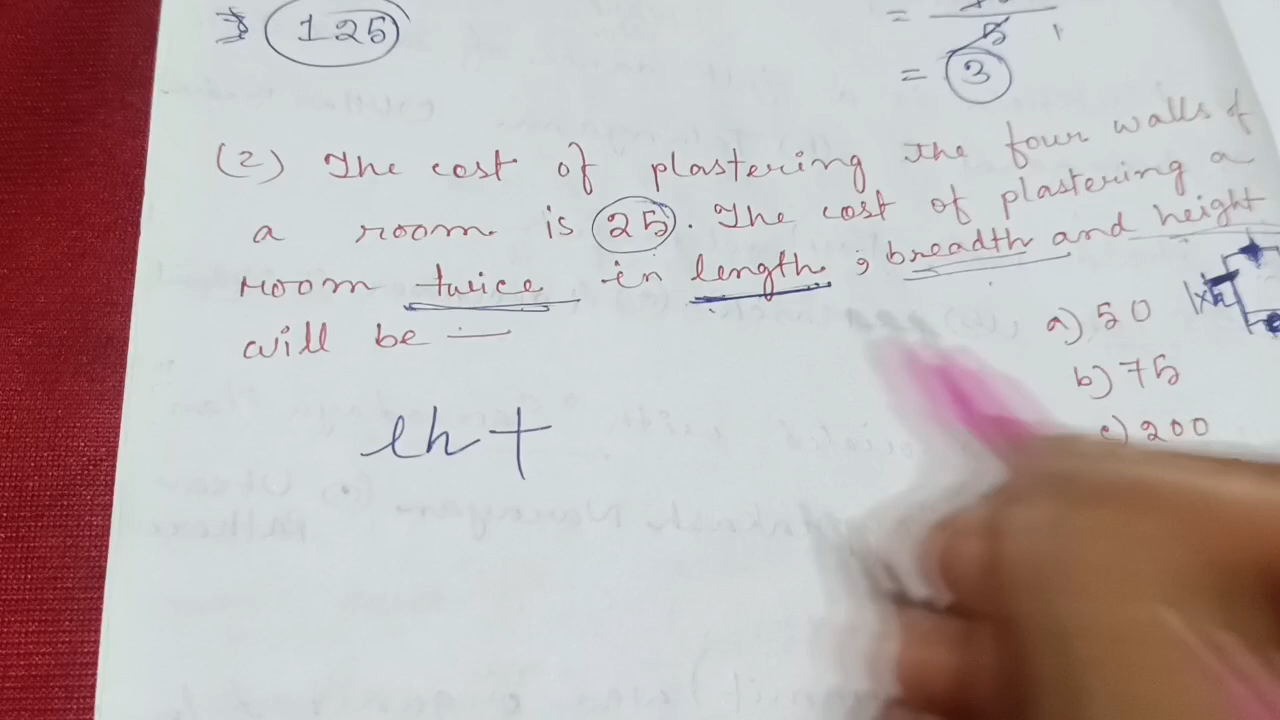 125
=
5
= 3
(2) The cost of plastering the four walls of
a room is 25. The cost of plastering a
room twice in length, breadth and height
will be —
a) 50
b) 75
c) 200
lh +